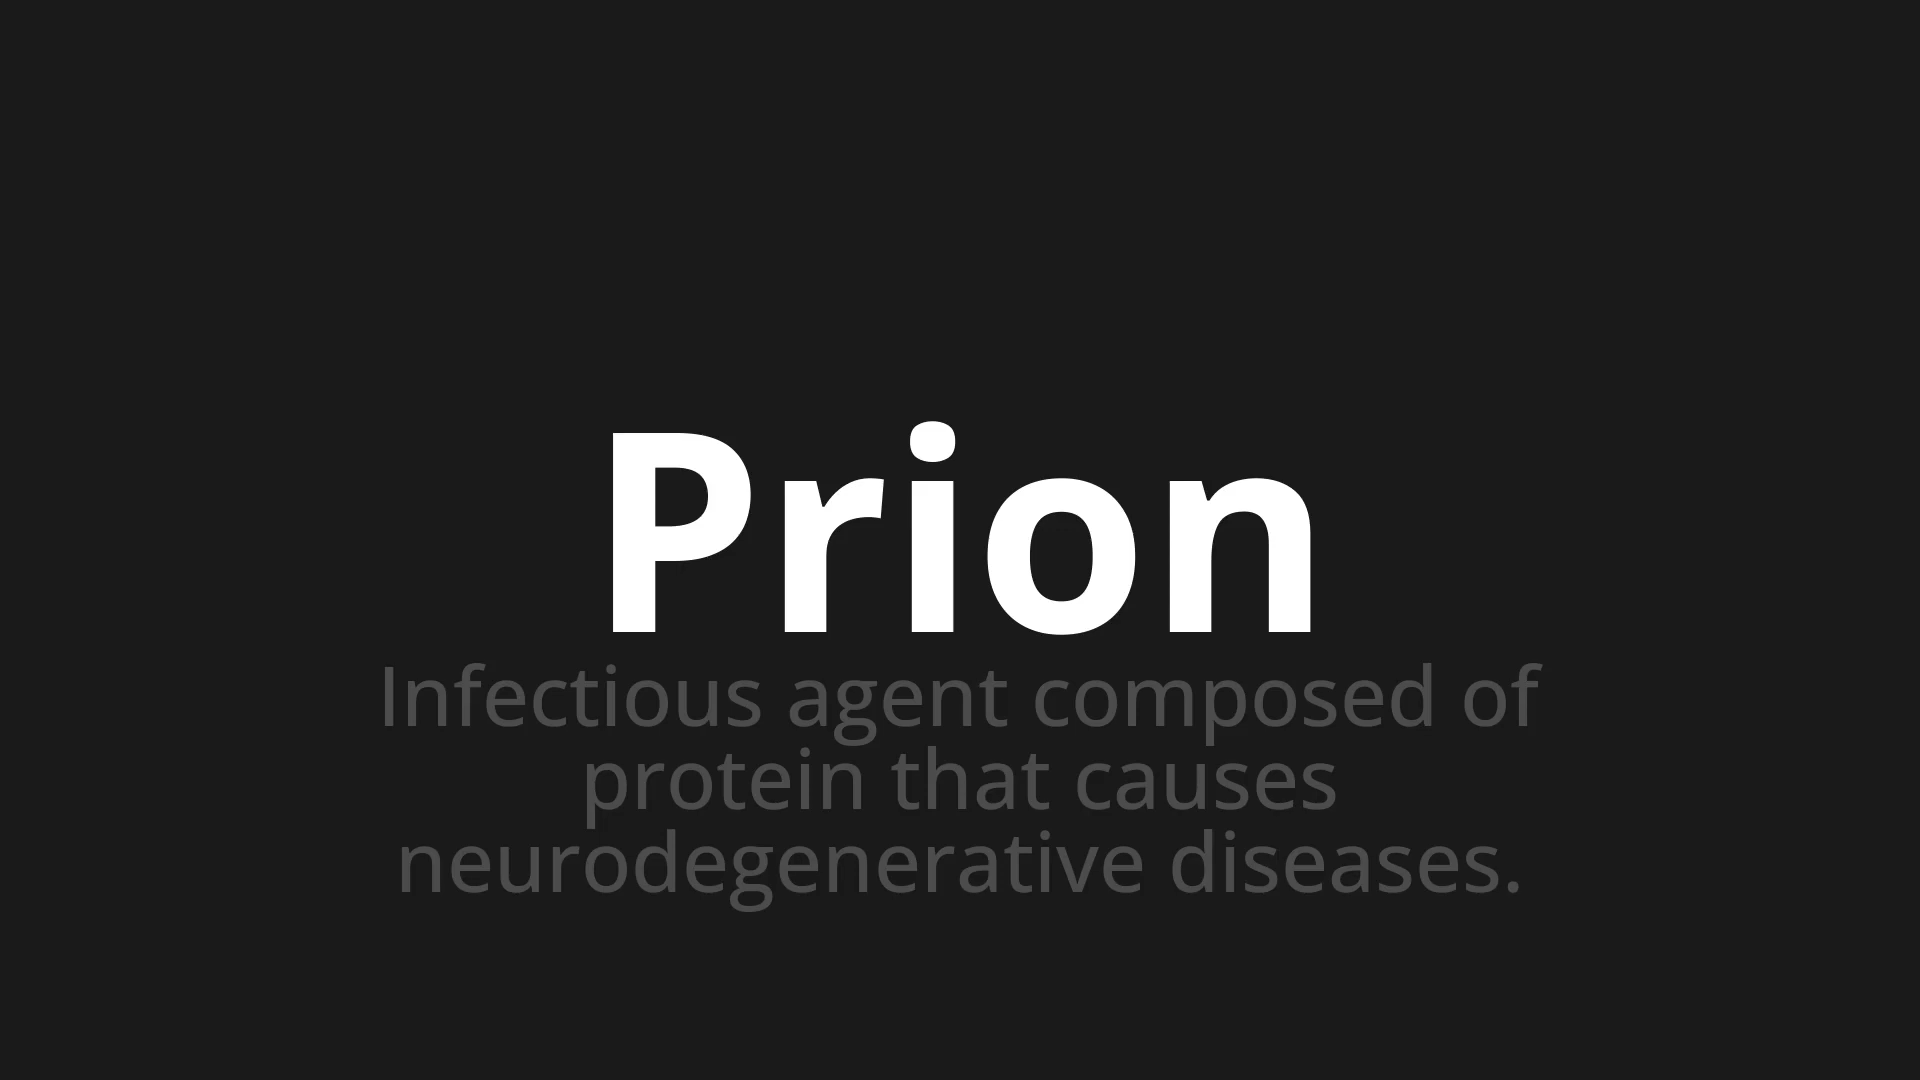 Prion
Infectious agent composed of
protein that causes
neurodegenerative diseases.